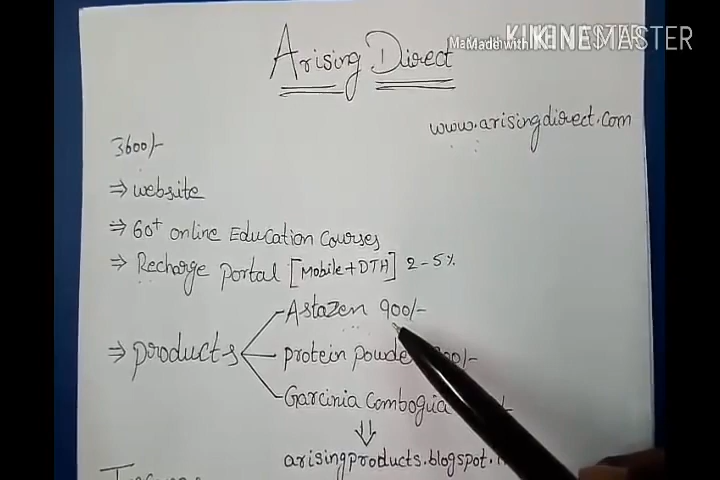 Arising Direct
Made with KINEMASTER
www.arisingdirect.com
3600/-
⇒ website
⇒ 60+ online Education Courses
⇒ Recharge Portal [Mobile+DTH] 2-5%
Astazen 900/-
⇒ products
protein powde
Garcinia Combogia
⇓
arisingproducts.blogspot.